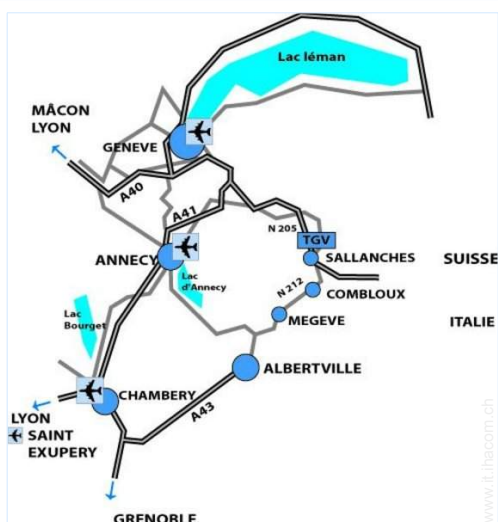 Lac léman
MÂCON
LYON
GENEVE
A40
A41
N 205
TGV
ANNECY
SALLANCHES
SUISSE
Lac
d'Annecy
N 212
COMBLOUX
Lac
Bourget
MEGEVE
ITALIE
ALBERTVILLE
CHAMBERY
A43
LYON
SAINT
EXUPERY
GRENOBLE
www.it.ihacom.ch